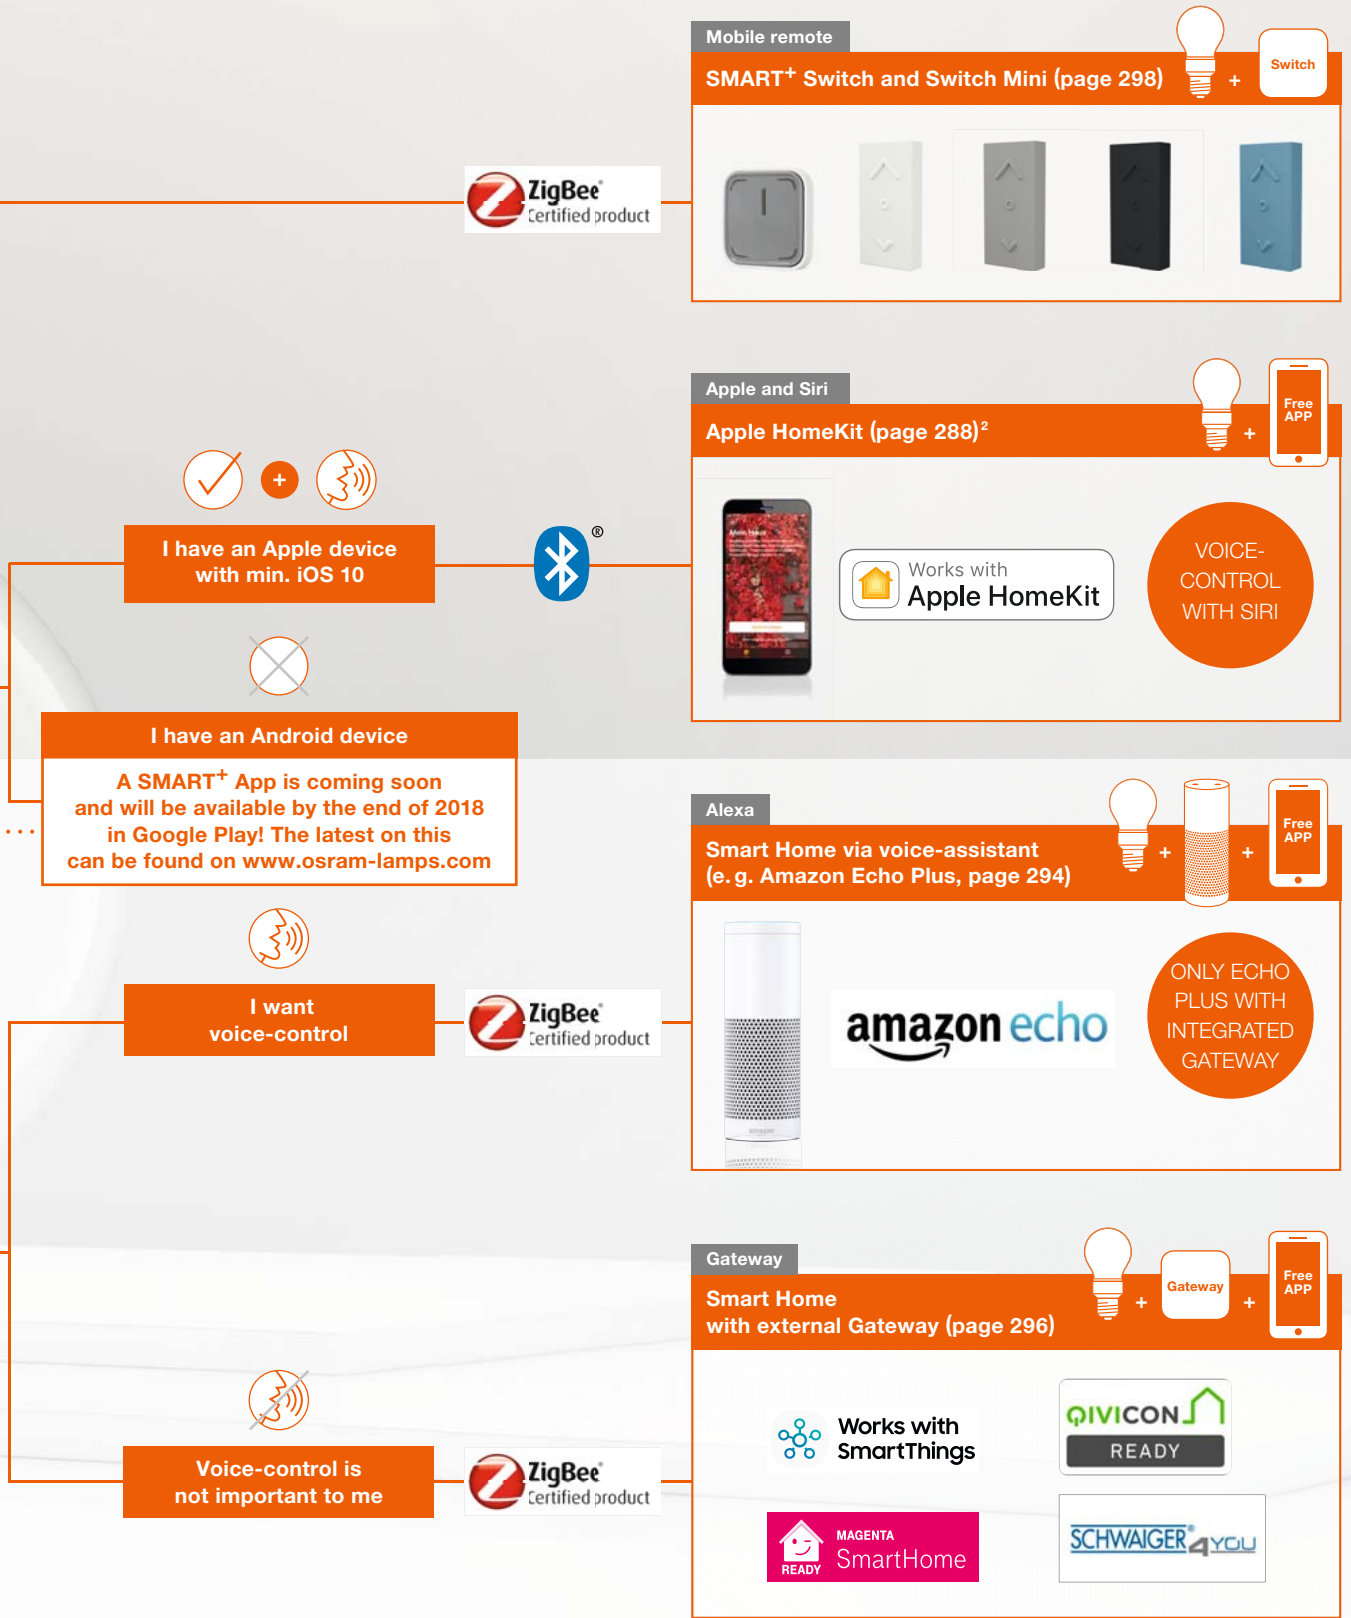 Mobile remote
SMART+ Switch and Switch Mini (page 298)
+
Switch
ZigBee®
Certified product
Apple and Siri
Apple HomeKit (page 288)²
+
Free
APP
+
I have an Apple device
with min. iOS 10
®
Works with
Apple HomeKit
VOICE-
CONTROL
WITH SIRI
I have an Android device
A SMART+ App is coming soon
and will be available by the end of 2018
in Google Play! The latest on this
can be found on www.osram-lamps.com
...
Alexa
Smart Home via voice-assistant
(e. g. Amazon Echo Plus, page 294)
+
+
Free
APP
I want
voice-control
ZigBee®
Certified product
amazon
amazon echo
ONLY ECHO
PLUS WITH
INTEGRATED
GATEWAY
Gateway
Smart Home
with external Gateway (page 296)
+
Gateway
+
Free
APP
Voice-control is
not important to me
ZigBee®
Certified product
Works with
SmartThings
QIVICON
READY
READY
MAGENTA
SmartHome
SCHWAIGER® 4YOU